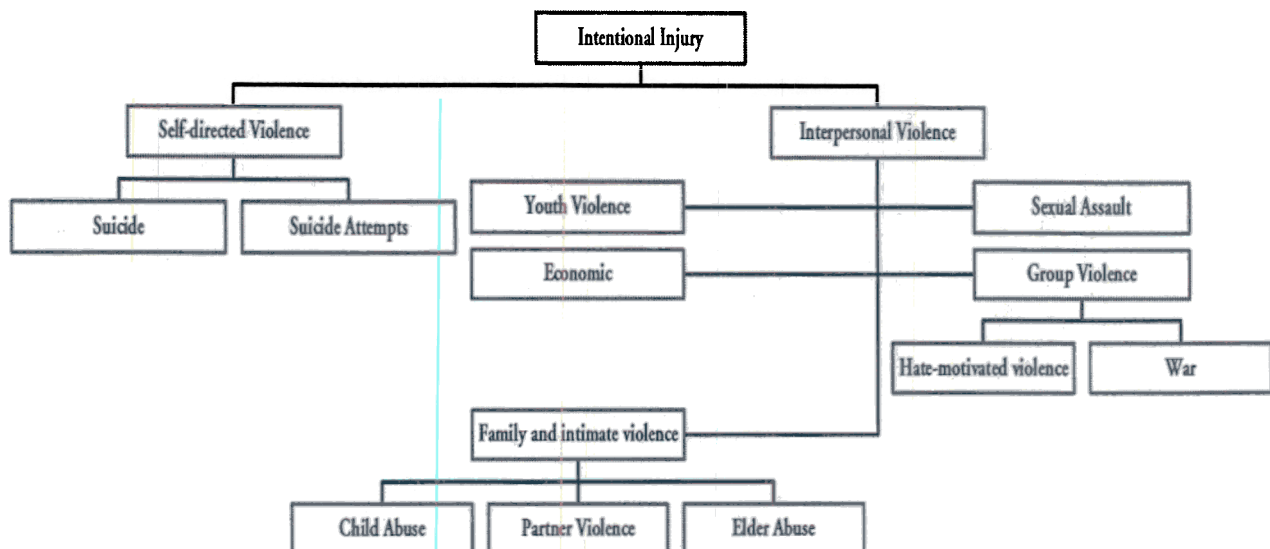 Intentional Injury
Self-directed Violence
Interpersonal Violence
Suicide
Suicide Attempts
Youth Violence
Sexual Assault
Economic
Group Violence
Hate-motivated violence
War
Family and intimate violence
Child Abuse
Partner Violence
Elder Abuse